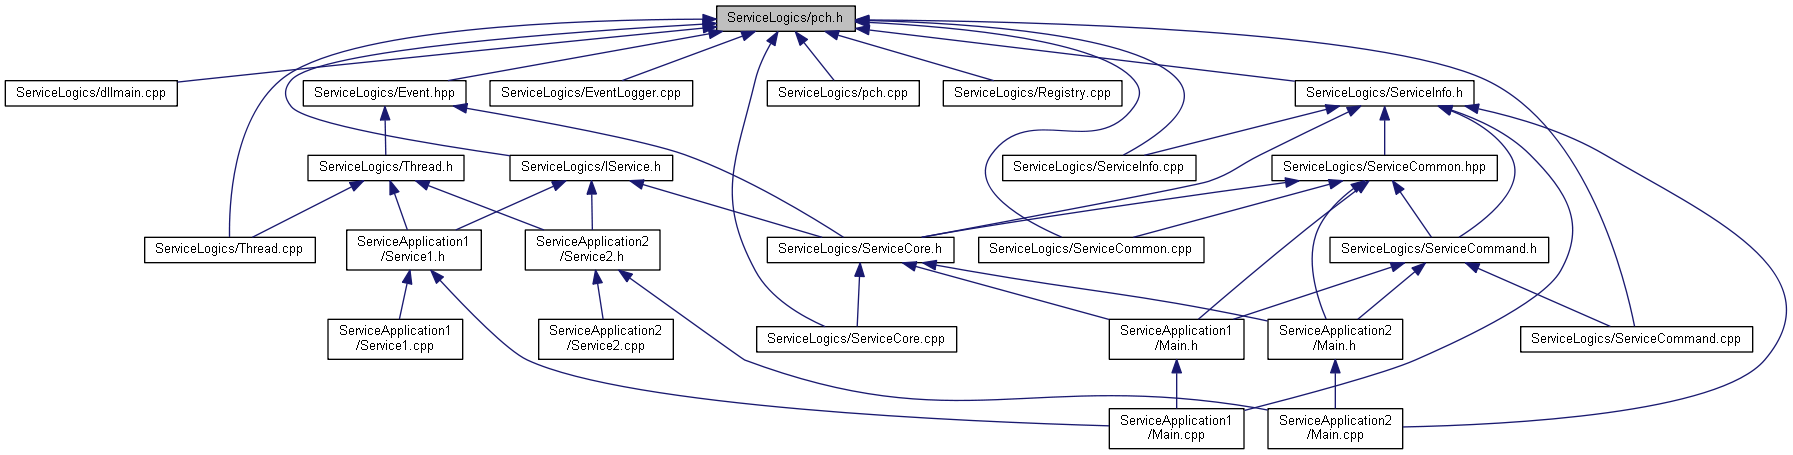 ServiceLogics/pch.h
ServiceLogics/dllmain.cpp
ServiceLogics/Event.hpp
ServiceLogics/EventLogger.cpp
ServiceLogics/pch.cpp
ServiceLogics/Registry.cpp
ServiceLogics/ServiceInfo.h
ServiceLogics/Thread.h
ServiceLogics/IService.h
ServiceLogics/ServiceInfo.cpp
ServiceLogics/ServiceCommon.hpp
ServiceLogics/Thread.cpp
ServiceApplication1
/Service1.h
ServiceApplication2
/Service2.h
ServiceLogics/ServiceCore.h
ServiceLogics/ServiceCommon.cpp
ServiceLogics/ServiceCommand.h
ServiceApplication1
/Service1.cpp
ServiceApplication2
/Service2.cpp
ServiceLogics/ServiceCore.cpp
ServiceApplication1
/Main.h
ServiceApplication2
/Main.h
ServiceLogics/ServiceCommand.cpp
ServiceApplication1
/Main.cpp
ServiceApplication2
/Main.cpp